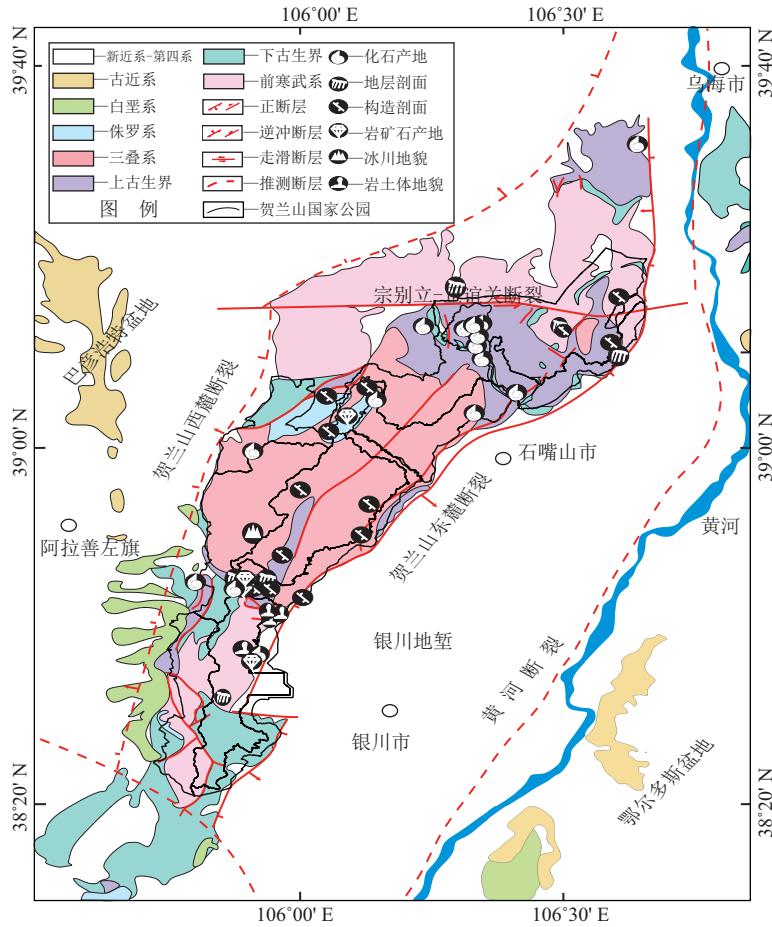 106°00′ E
106°30′ E
39°40′ N
39°40′ N
新近系-第四系
下古生界
化石产地
古近系
前寒武系
地层剖面
白垩系
正断层
构造剖面
侏罗系
逆冲断层
岩矿石产地
三叠系
走滑断层
冰川地貌
上古生界
推测断层
岩土体地貌
图 例
贺兰山国家公园
乌海市
宗别立-正谊关断裂
巴彦浩特盆地
贺兰山西麓断裂
39°00′ N
39°00′ N
石嘴山市
黄河
阿拉善左旗
贺兰山东麓断裂
银川地堑
黄河断裂
银川市
鄂尔多斯盆地
38°20′ N
38°20′ N
106°00′ E
106°30′ E